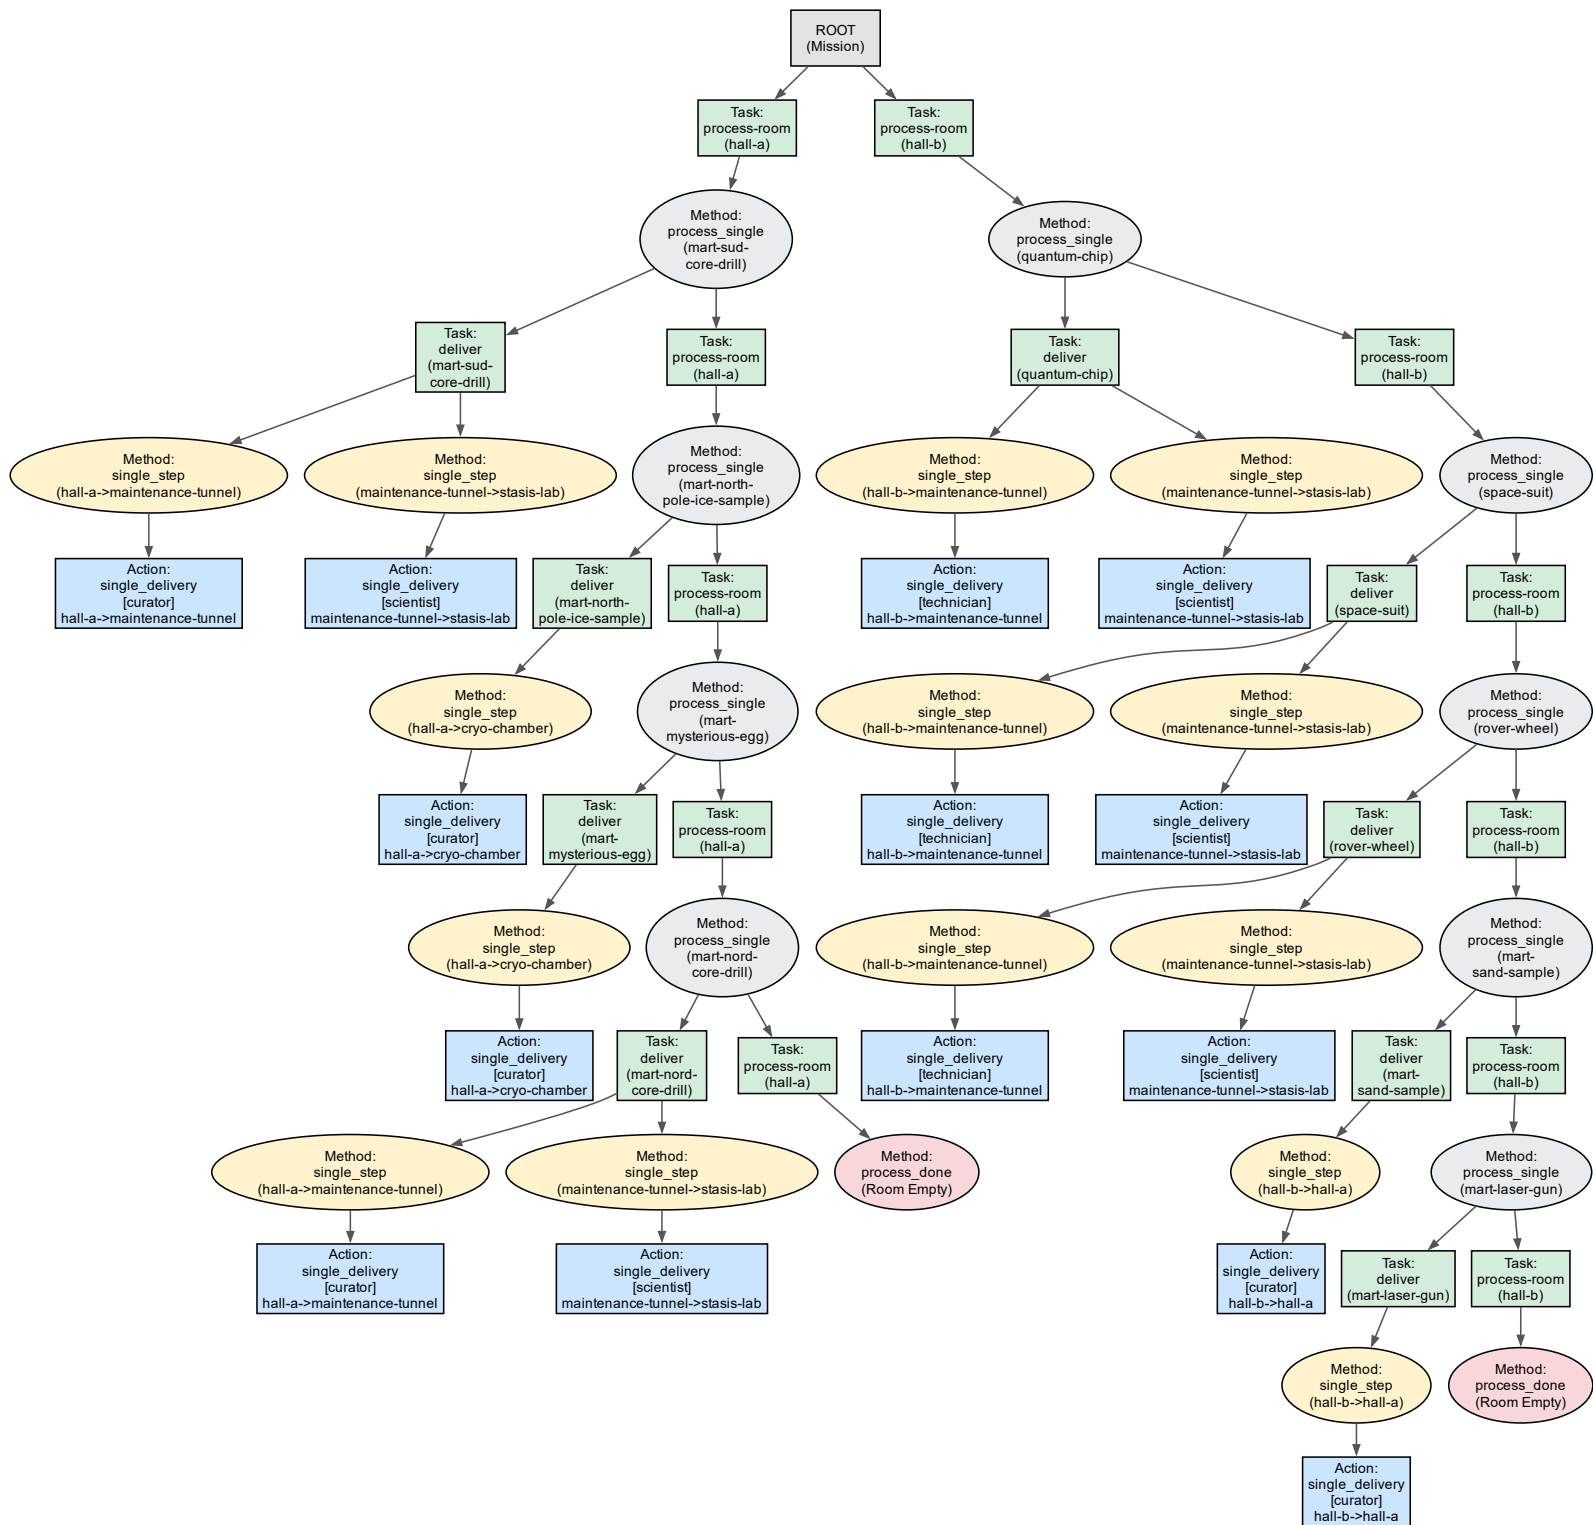 ROOT
(Mission)
Task:
process-room
(hall-a)
Task:
process-room
(hall-b)
Method:
process_single
(mart-sud-
core-drill)
Method:
process_single
(quantum-chip)
Task:
deliver
(mart-sud-
core-drill)
Task:
process-room
(hall-a)
Task:
deliver
(quantum-chip)
Task:
process-room
(hall-b)
Method:
single_step
(hall-a->maintenance-tunnel)
Method:
single_step
(maintenance-tunnel->stasis-lab)
Method:
process_single
(mart-north-
pole-ice-sample)
Method:
single_step
(hall-b->maintenance-tunnel)
Method:
single_step
(maintenance-tunnel->stasis-lab)
Method:
process_single
(space-suit)
Action:
single_delivery
[curator]
hall-a->maintenance-tunnel
Action:
single_delivery
[scientist]
maintenance-tunnel->stasis-lab
Task:
deliver
(mart-north-
pole-ice-sample)
Task:
process-room
(hall-a)
Action:
single_delivery
[technician]
hall-b->maintenance-tunnel
Action:
single_delivery
[scientist]
maintenance-tunnel->stasis-lab
Task:
deliver
(space-suit)
Task:
process-room
(hall-b)
Method:
single_step
(hall-a->cryo-chamber)
Method:
process_single
(mart-
mysterious-egg)
Method:
single_step
(hall-b->maintenance-tunnel)
Method:
single_step
(maintenance-tunnel->stasis-lab)
Method:
process_single
(rover-wheel)
Action:
single_delivery
[curator]
hall-a->cryo-chamber
Task:
deliver
(mart-
mysterious-egg)
Task:
process-room
(hall-a)
Action:
single_delivery
[technician]
hall-b->maintenance-tunnel
Action:
single_delivery
[scientist]
maintenance-tunnel->stasis-lab
Task:
deliver
(rover-wheel)
Task:
process-room
(hall-b)
Method:
single_step
(hall-a->cryo-chamber)
Method:
process_single
(mart-nord-
core-drill)
Method:
single_step
(hall-b->maintenance-tunnel)
Method:
single_step
(maintenance-tunnel->stasis-lab)
Method:
process_single
(mart-
sand-sample)
Action:
single_delivery
[curator]
hall-a->cryo-chamber
Task:
deliver
(mart-nord-
core-drill)
Task:
process-room
(hall-a)
Action:
single_delivery
[technician]
hall-b->maintenance-tunnel
Action:
single_delivery
[scientist]
maintenance-tunnel->stasis-lab
Task:
deliver
(mart-
sand-sample)
Task:
process-room
(hall-b)
Method:
single_step
(hall-a->maintenance-tunnel)
Method:
single_step
(maintenance-tunnel->stasis-lab)
Method:
process_done
(Room Empty)
Method:
single_step
(hall-b->hall-a)
Method:
process_single
(mart-laser-gun)
Action:
single_delivery
[curator]
hall-a->maintenance-tunnel
Action:
single_delivery
[scientist]
maintenance-tunnel->stasis-lab
Action:
single_delivery
[curator]
hall-b->hall-a
Task:
deliver
(mart-laser-gun)
Task:
process-room
(hall-b)
Method:
single_step
(hall-b->hall-a)
Method:
process_done
(Room Empty)
Action:
single_delivery
[curator]
hall-b->hall-a